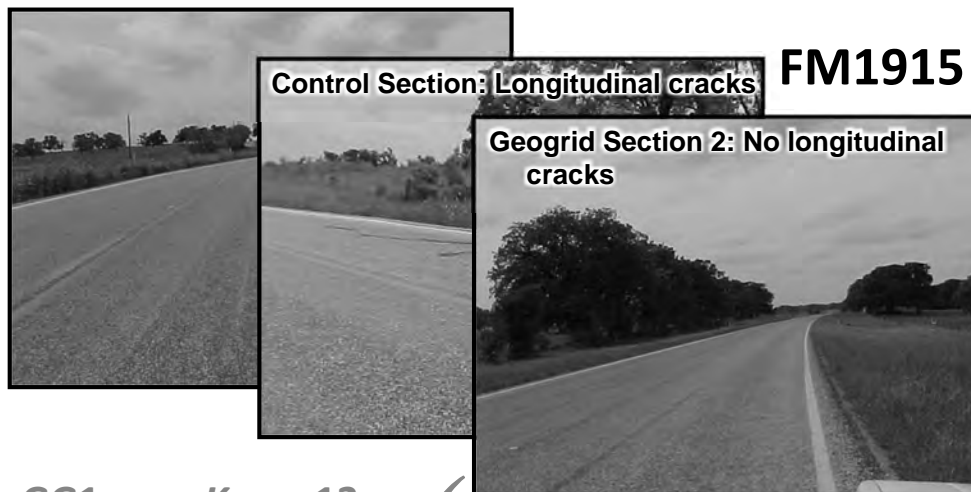 FM1915
Control Section: Longitudinal cracks
Geogrid Section 2: No longitudinal
cracks